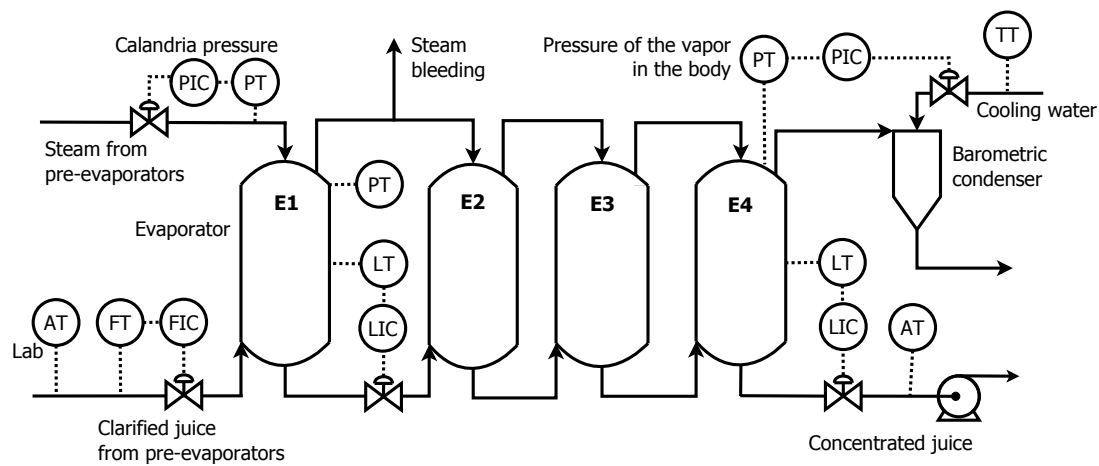 Calandria pressure
PIC
PT
Steam
bleeding
Pressure of the vapor
in the body
PT
PIC
TT
Cooling water
Steam from
pre-evaporators
Barometric
condenser
E1
PT
E2
E3
E4
Evaporator
LT
LT
AT
FT
FIC
LIC
LIC
AT
Lab
Clarified juice
from pre-evaporators
Concentrated juice